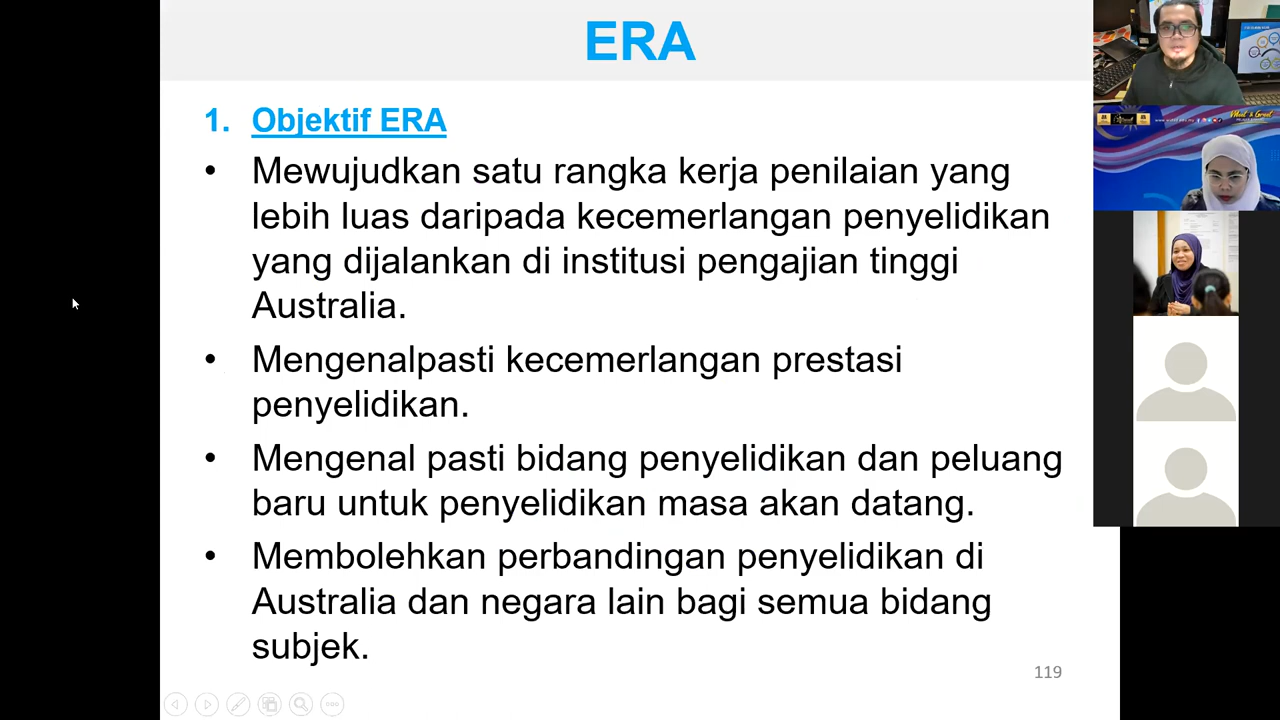 ERA
1. Objektif ERA
• Mewujudkan satu rangka kerja penilaian yang
lebih luas daripada kecemerlangan penyelidikan
yang dijalankan di institusi pengajian tinggi
Australia.
• Mengenalpasti kecemerlangan prestasi
penyelidikan.
• Mengenal pasti bidang penyelidikan dan peluang
baru untuk penyelidikan masa akan datang.
• Membolehkan perbandingan penyelidikan di
Australia dan negara lain bagi semua bidang
subjek.
119